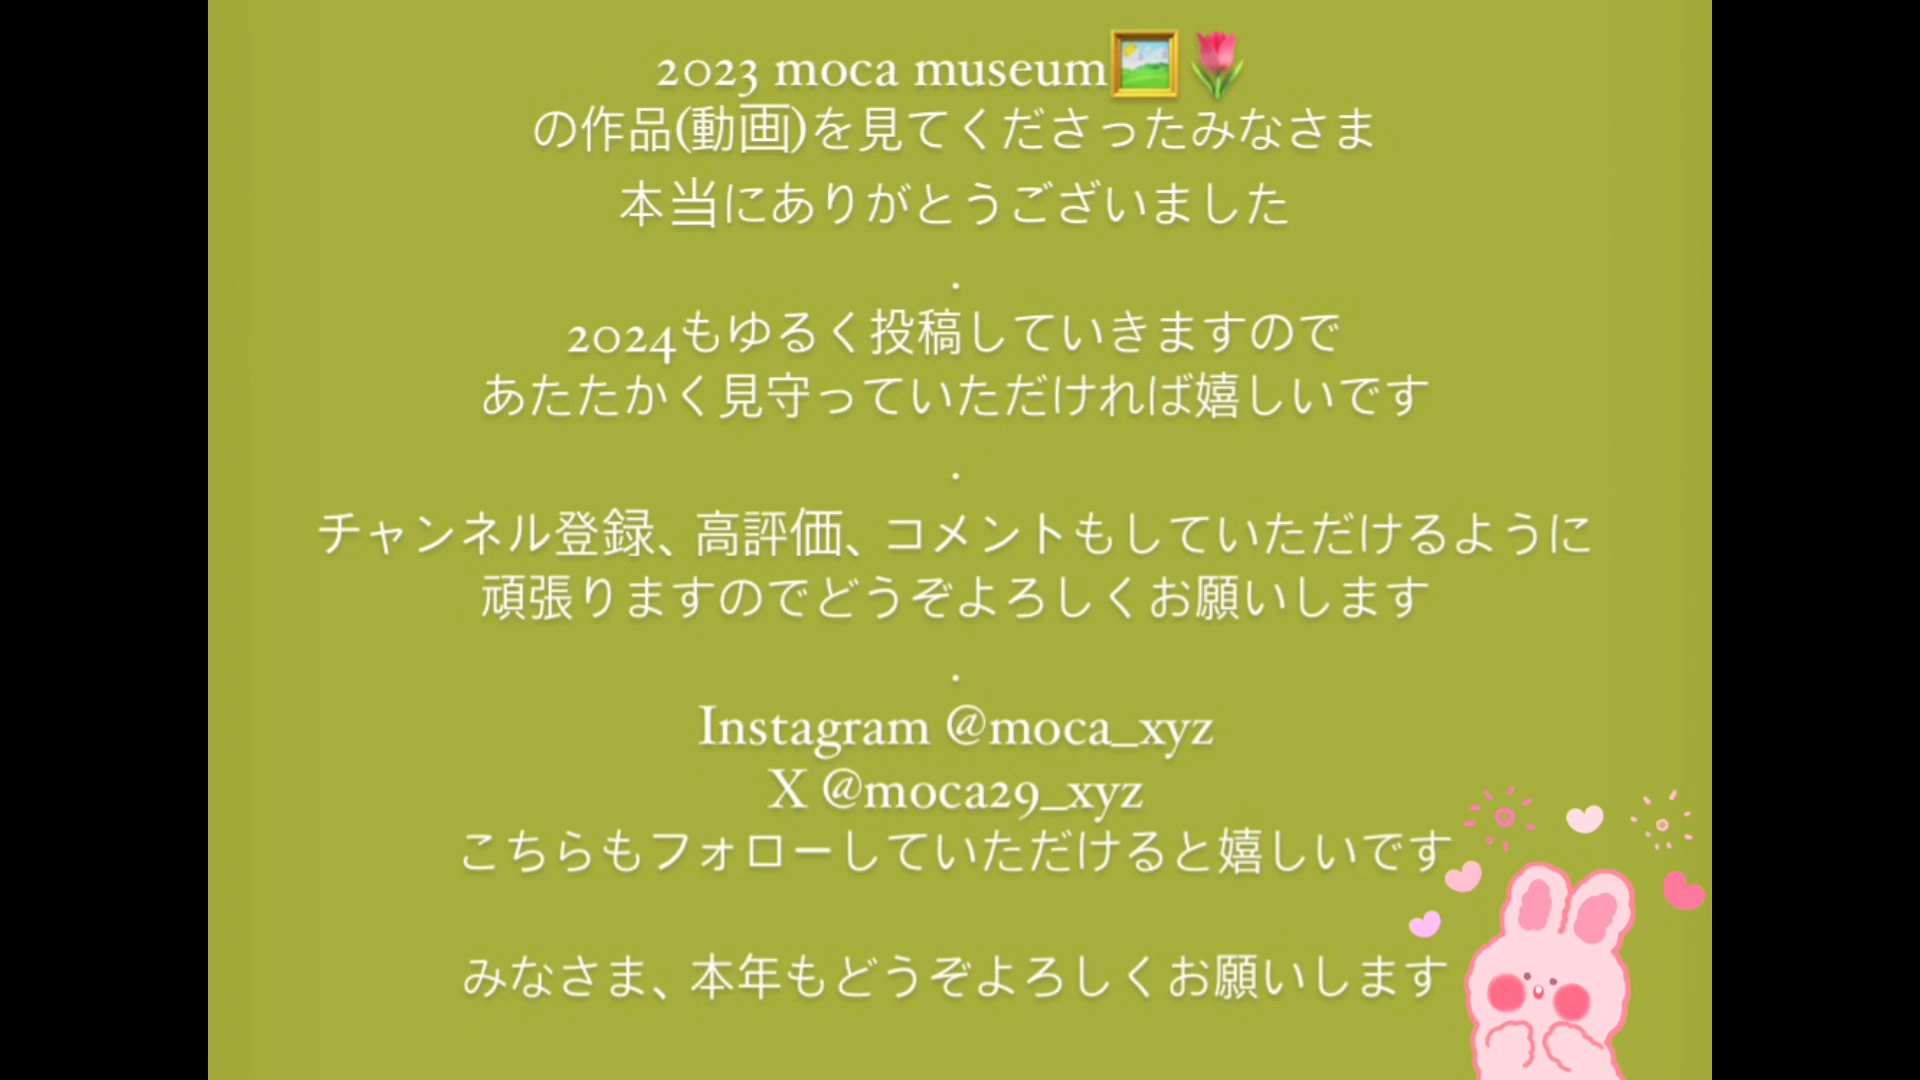 2023 moca museum🖼️🌷
の作品(動画)を見てくださったみなさま
本当にありがとうございました
.
2024もゆるく投稿していきますので
あたたかく見守っていただければ嬉しいです
.
チャンネル登録、高評価、コメントもしていただけるように
頑張りますのでどうぞよろしくお願いします
.
Instagram @moca_xyz
X @moca29_xyz
こちらもフォローしていただけると嬉しいです
みなさま、本年もどうぞよろしくお願いします